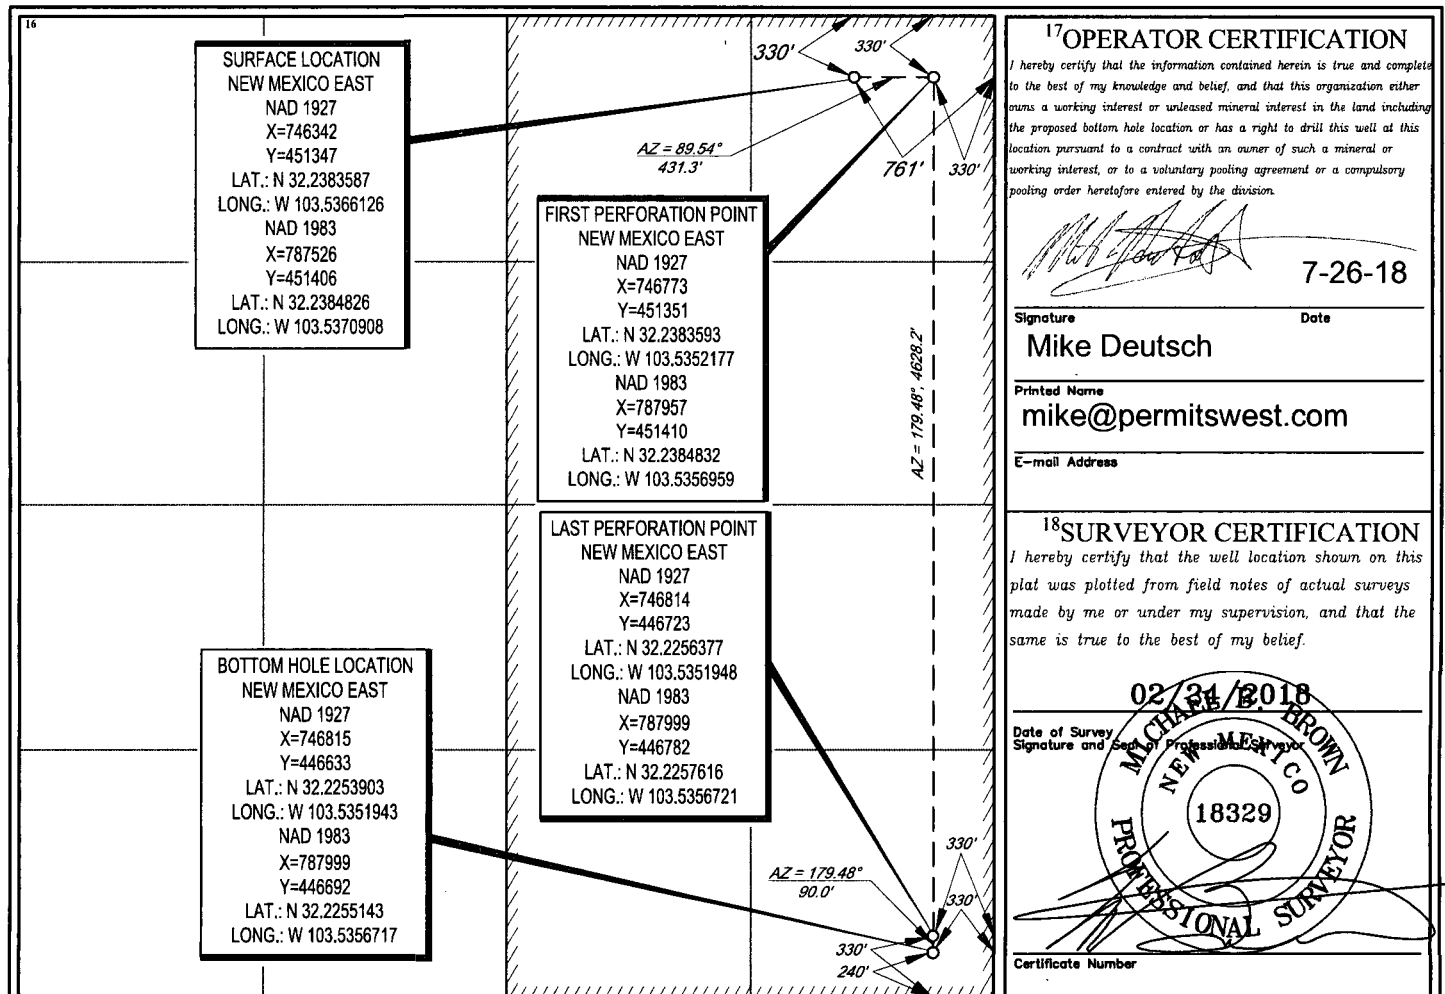 16
SURFACE LOCATION
NEW MEXICO EAST
NAD 1927
X=746342
Y=451347
LAT.: N 32.2383587
LONG.: W 103.5366126
NAD 1983
X=787526
Y=451406
LAT.: N 32.2384826
LONG.: W 103.5370908
330'
330'
AZ = 89.54°
431.3'
761'
330'
FIRST PERFORATION POINT
NEW MEXICO EAST
NAD 1927
X=746773
Y=451351
LAT.: N 32.2383593
LONG.: W 103.5352177
NAD 1983
X=787957
Y=451410
LAT.: N 32.2384832
LONG.: W 103.5356959
AZ = 179.48°, 4628.2'
LAST PERFORATION POINT
NEW MEXICO EAST
NAD 1927
X=746814
Y=446723
LAT.: N 32.2256377
LONG.: W 103.5351948
NAD 1983
X=787999
Y=446782
LAT.: N 32.2257616
LONG.: W 103.5356721
BOTTOM HOLE LOCATION
NEW MEXICO EAST
NAD 1927
X=746815
Y=446633
LAT.: N 32.2253903
LONG.: W 103.5351943
NAD 1983
X=787999
Y=446692
LAT.: N 32.2255143
LONG.: W 103.5356717
AZ = 179.48°
90.0'
330'
330'
330'
240'
17 OPERATOR CERTIFICATION
I hereby certify that the information contained herein is true and complete
to the best of my knowledge and belief, and that this organization either
owns a working interest or unleased mineral interest in the land including
the proposed bottom hole location or has a right to drill this well at this
location pursuant to a contract with an owner of such a mineral or
working interest, or to a voluntary pooling agreement or a compulsory
pooling order heretofore entered by the division.
7-26-18
Signature Date
Mike Deutsch
Printed Name
mike@permitswest.com
E-mail Address
18 SURVEYOR CERTIFICATION
I hereby certify that the well location shown on this
plat was plotted from field notes of actual surveys
made by me or under my supervision, and that the
same is true to the best of my belief.
02/24/2018
Date of Survey
Signature and Seal of Professional Surveyor
MICHAEL B. BROWN
NEW MEXICO
18329
PROFESSIONAL SURVEYOR
Certificate Number